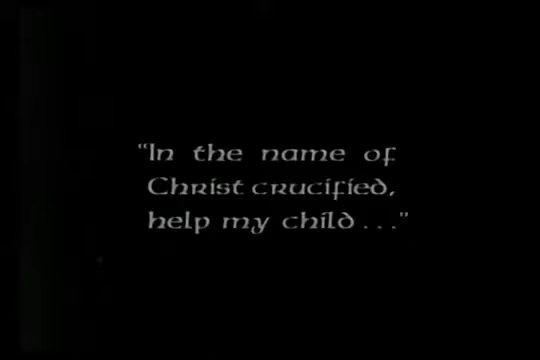 "In the name of
Christ crucified,
help my child..."